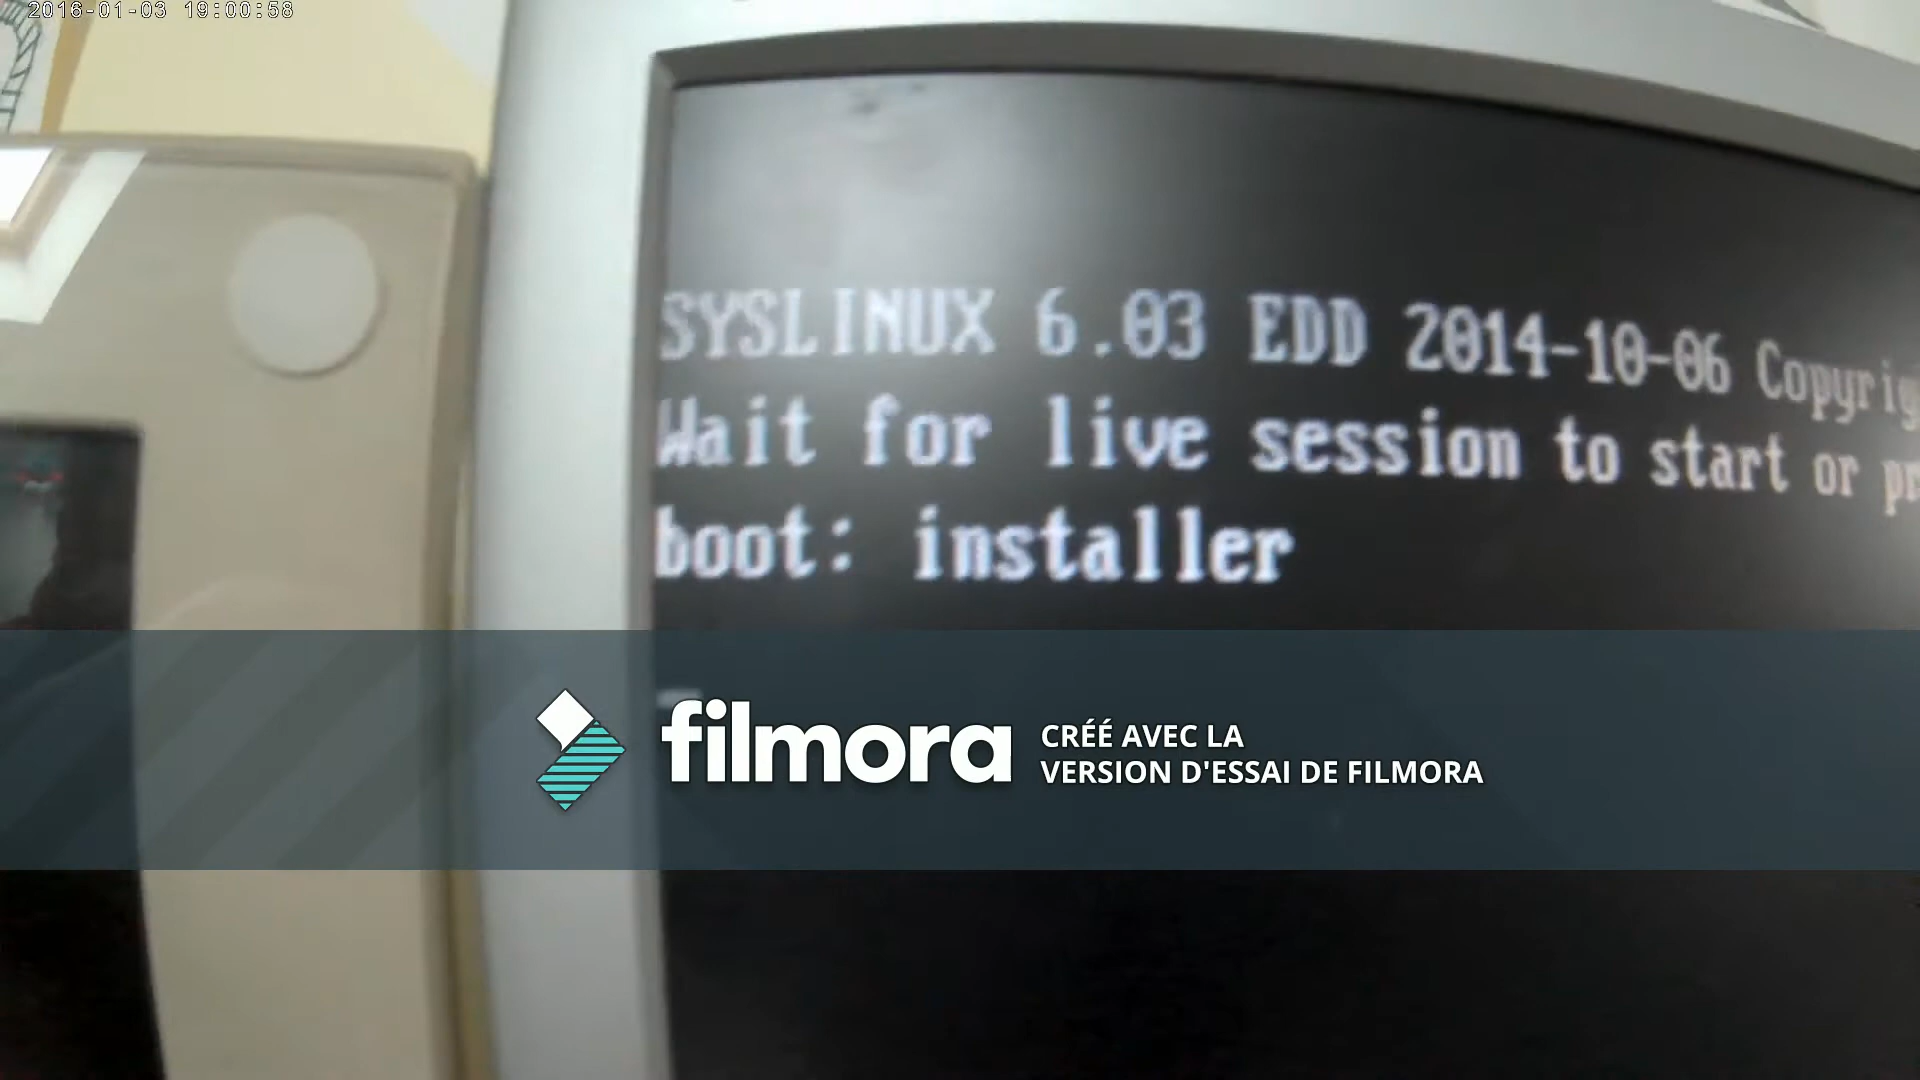 2016-01-03 19:00:58
SYSLINUX 6.03 EDD 2014-10-06
Wait for live session to start or
boot: installer
filmora
CRÉÉ AVEC LA
VERSION D'ESSAI DE FILMORA